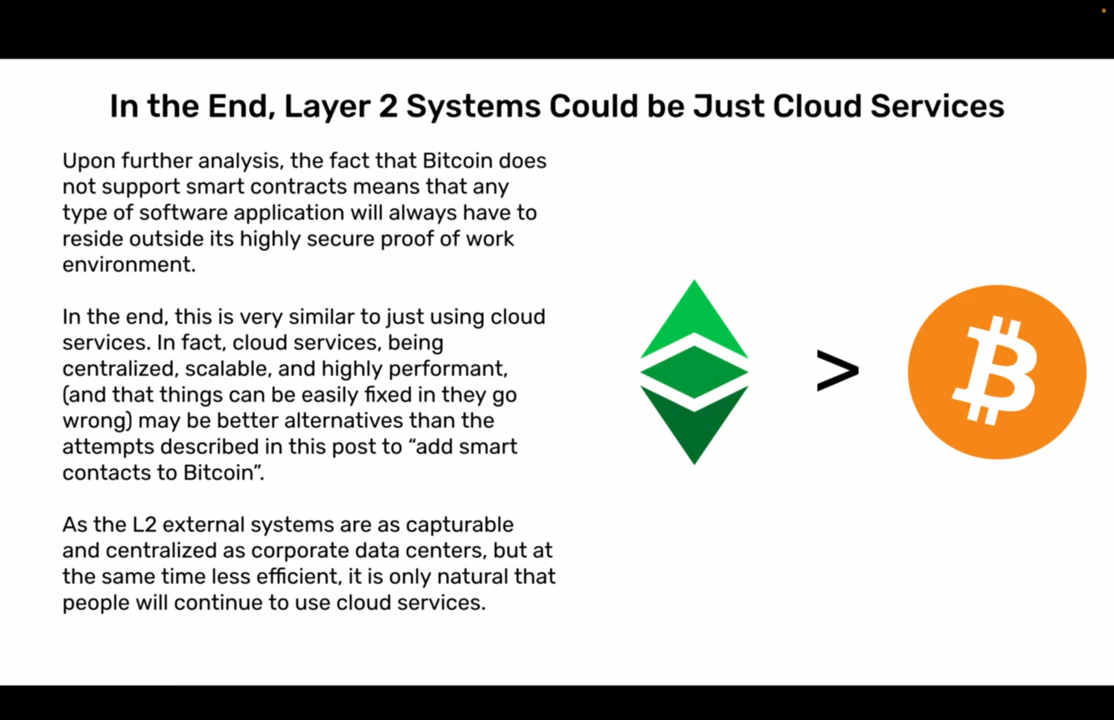 In the End, Layer 2 Systems Could be Just Cloud Services
Upon further analysis, the fact that Bitcoin does
not support smart contracts means that any
type of software application will always have to
reside outside its highly secure proof of work
environment.
In the end, this is very similar to just using cloud
services. In fact, cloud services, being
centralized, scalable, and highly performant,
(and that things can be easily fixed in they go
wrong) may be better alternatives than the
attempts described in this post to “add smart
contacts to Bitcoin”.
As the L2 external systems are as capturable
and centralized as corporate data centers, but at
the same time less efficient, it is only natural that
people will continue to use cloud services.
>